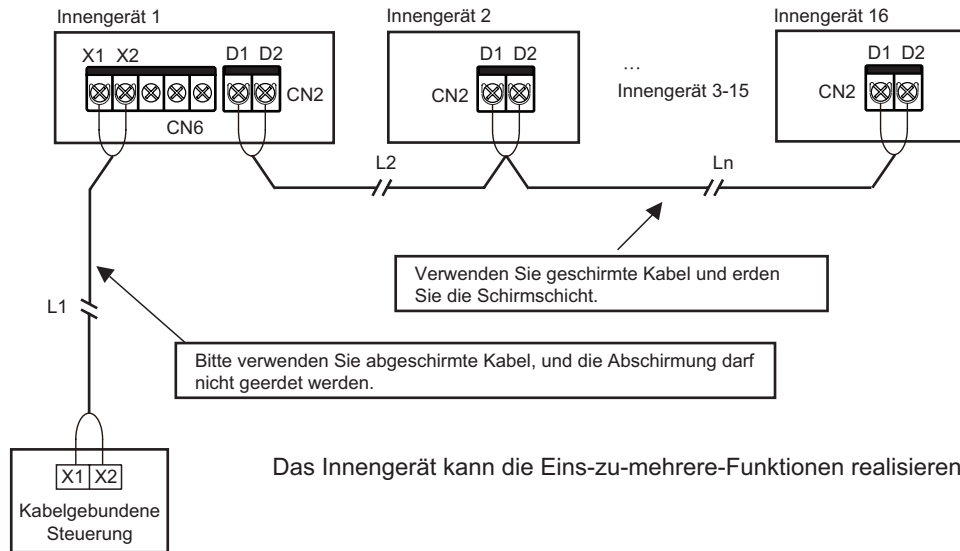 Innengerät 1
Innengerät 2
Innengerät 16
X1 X2
D1 D2
CN2
CN6
D1 D2
CN2
...
Innengerät 3-15
D1 D2
CN2
L2
Ln
Verwenden Sie geschirmte Kabel und erden
Sie die Schirmschicht.
L1
Bitte verwenden Sie abgeschirmte Kabel, und die Abschirmung darf
nicht geerdet werden.
Das Innengerät kann die Eins-zu-mehrere-Funktionen realisieren
X1 X2
Kabelgebundene
Steuerung